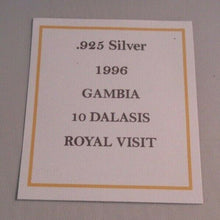 .925 Silver
1996
GAMBIA
10 DALASIS
ROYAL VISIT